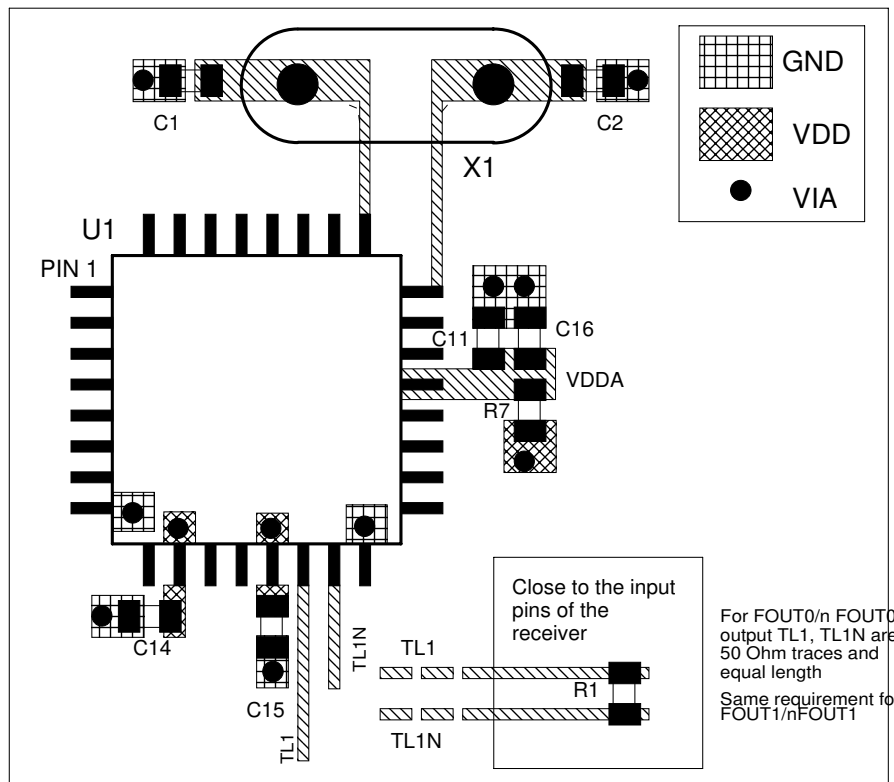 GND
VDD
VIA
C1
C2
X1
U1
PIN 1
C11
C16
VDDA
R7
C14
C15
TL1
TL1N
Close to the input
pins of the
receiver
TL1
R1
TL1N
For FOUT0/n FOUT0
output TL1, TL1N are
50 Ohm traces and
equal length
Same requirement fo
FOUT1/nFOUT1